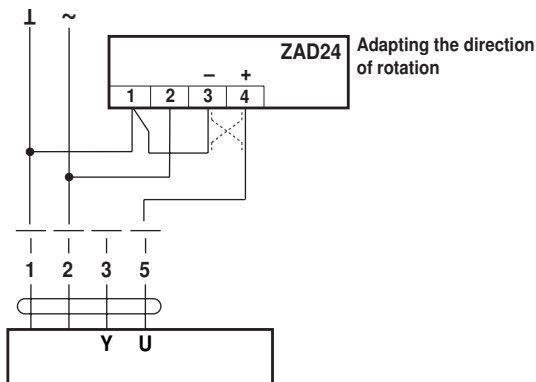 ⊥ ~
ZAD24
Adapting the direction
of rotation
– +
1 2 3 4
1 2 3 5
Y U